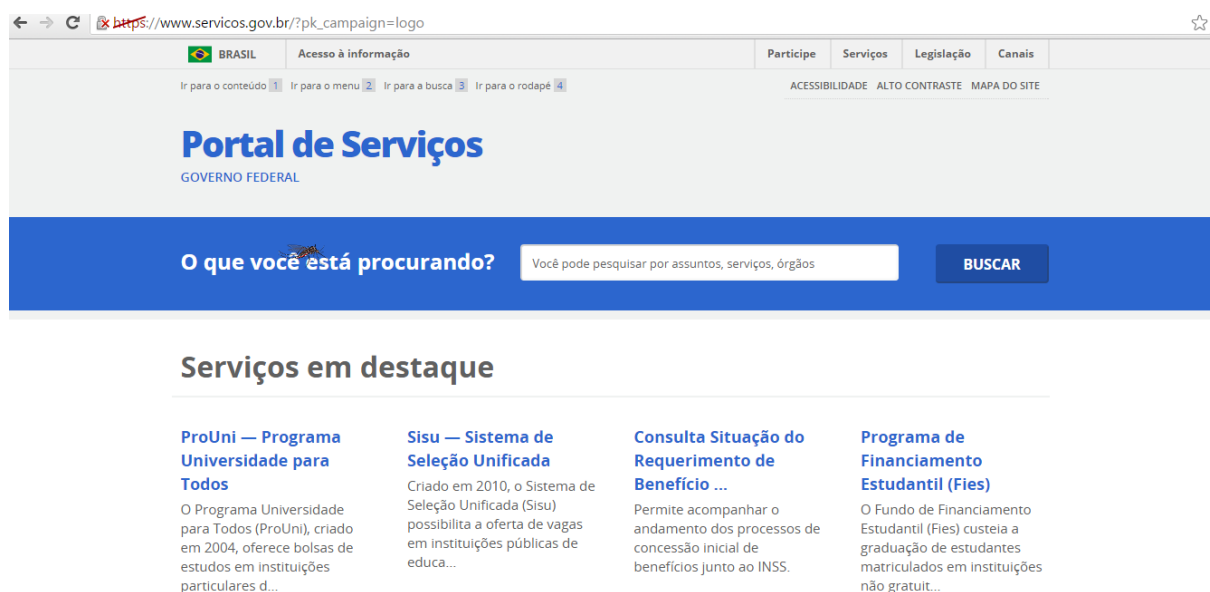 https://www.servicos.gov.br/?pk_campaign=logo
BRASIL Acesso à informação Participe Serviços Legislação Canais
Ir para o conteúdo 1 Ir para o menu 2 Ir para a busca 3 Ir para o rodapé 4 ACESSIBILIDADE ALTO CONTRASTE MAPA DO SITE
Portal de Serviços
GOVERNO FEDERAL
O que você está procurando? Você pode pesquisar por assuntos, serviços, órgãos BUSCAR
Serviços em destaque
ProUni — Programa
Universidade para
Todos
O Programa Universidade
para Todos (ProUni), criado
em 2004, oferece bolsas de
estudos em instituições
particulares d...
Sisu — Sistema de
Seleção Unificada
Criado em 2010, o Sistema de
Seleção Unificada (Sisu)
possibilita a oferta de vagas
em instituições públicas de
educa...
Consulta Situação do
Requerimento de
Benefício ...
Permite acompanhar o
andamento dos processos de
concessão inicial de
benefícios junto ao INSS.
Programa de
Financiamento
Estudantil (Fies)
O Fundo de Financiamento
Estudantil (Fies) custeia a
graduação de estudantes
matriculados em instituições
não gratuit...